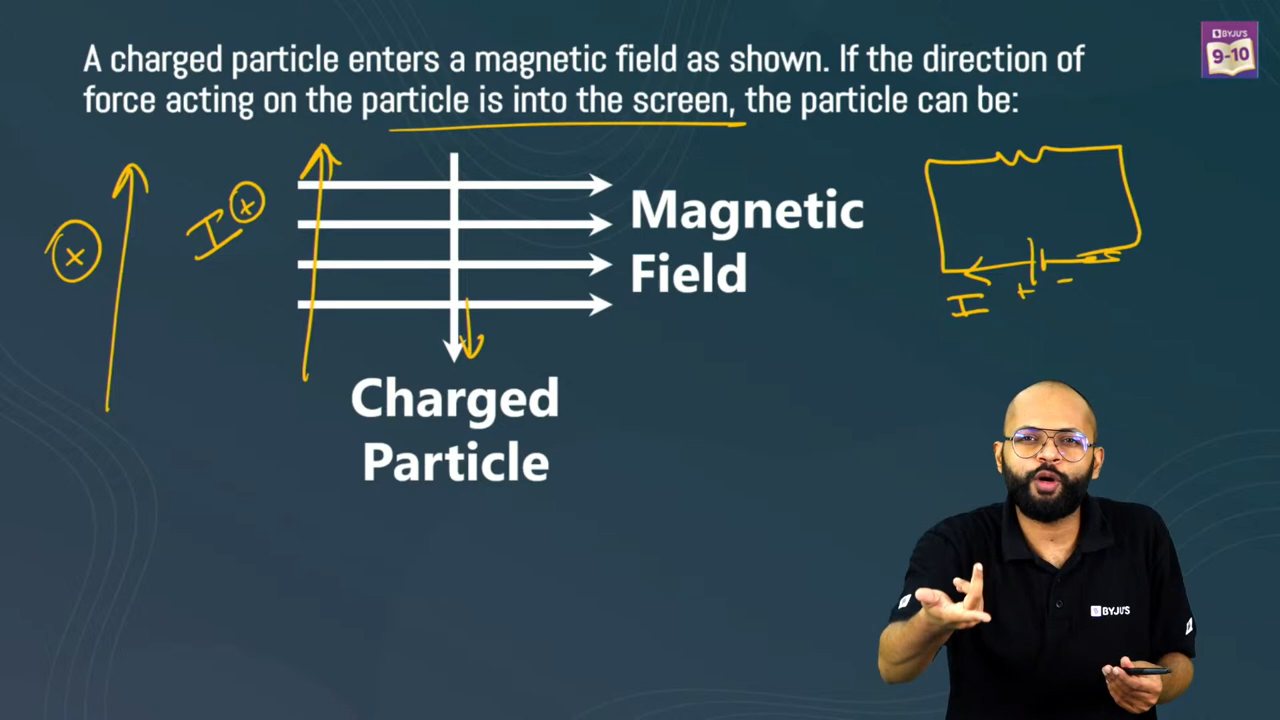 A charged particle enters a magnetic field as shown. If the direction of
force acting on the particle is into the screen, the particle can be:
BYJU'S
9-10
I
Magnetic
Field
I
+ -
Charged
Particle
BYJU'S